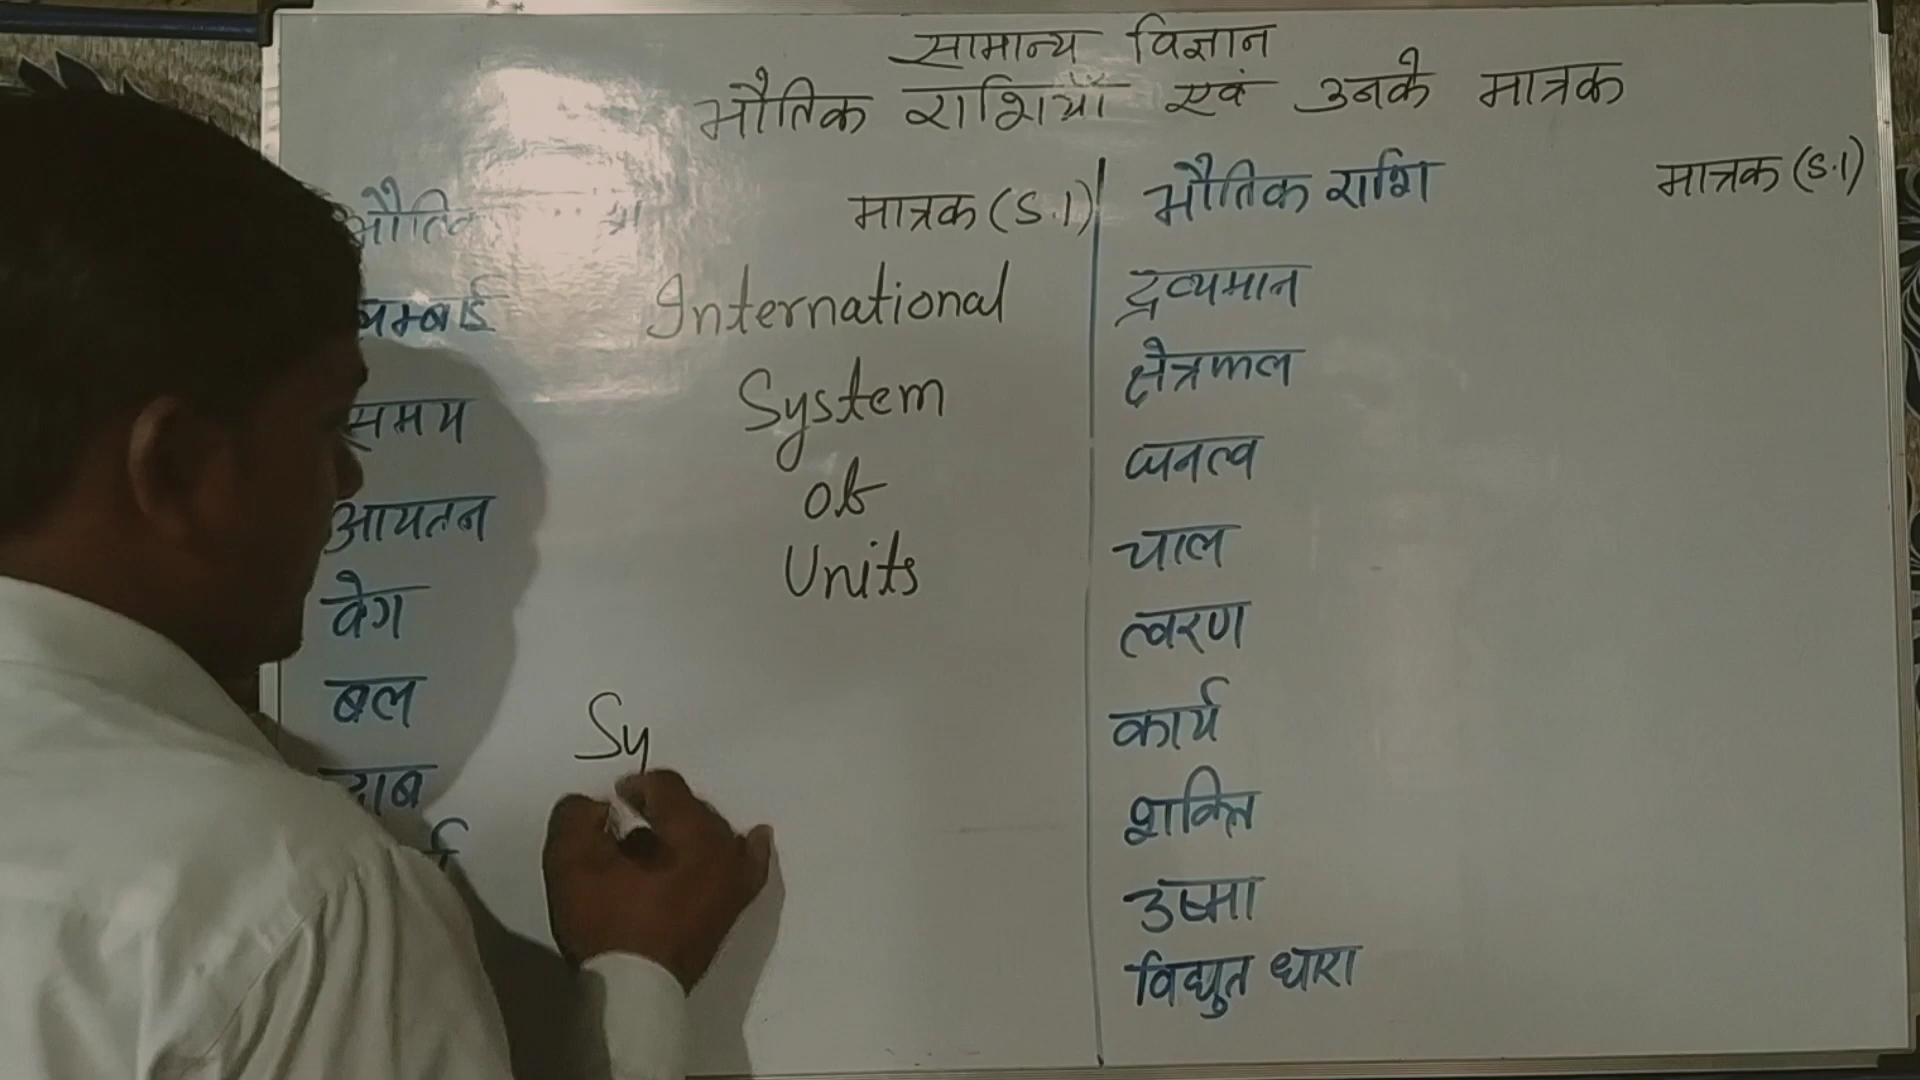 सामान्य विज्ञान
भौतिक राशियाँ एवं उनके मात्रक
मात्रक (S.I)
International
System
of
Units
समय
आयतन
वेग
बल
दाब
Sy
भौतिक राशि मात्रक (S.I)
द्रव्यमान
क्षेत्रफल
घनत्व
चाल
त्वरण
कार्य
शक्ति
उष्मा
विद्युत धारा